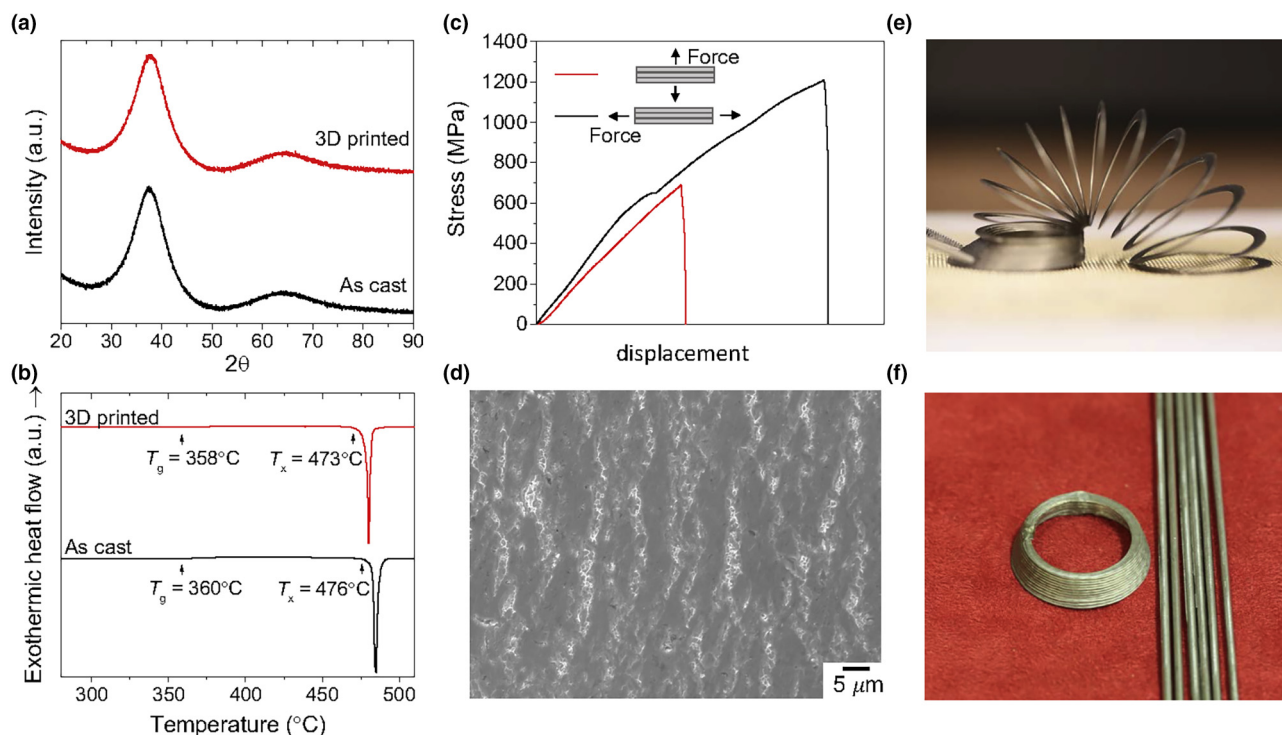 (a)
Intensity (a.u.)
3D printed
As cast
20 30 40 50 60 70 80 90
2θ
(b)
Exothermic heat flow (a.u.) →
3D printed
Tg = 358°C Tx = 473°C
As cast
Tg = 360°C Tx = 476°C
300 350 400 450 500
Temperature (°C)
(c)
Stress (MPa)
1400
1200
1000
800
600
400
200
0
Force
Force
displacement
(d)
5 μm
(e)
(f)